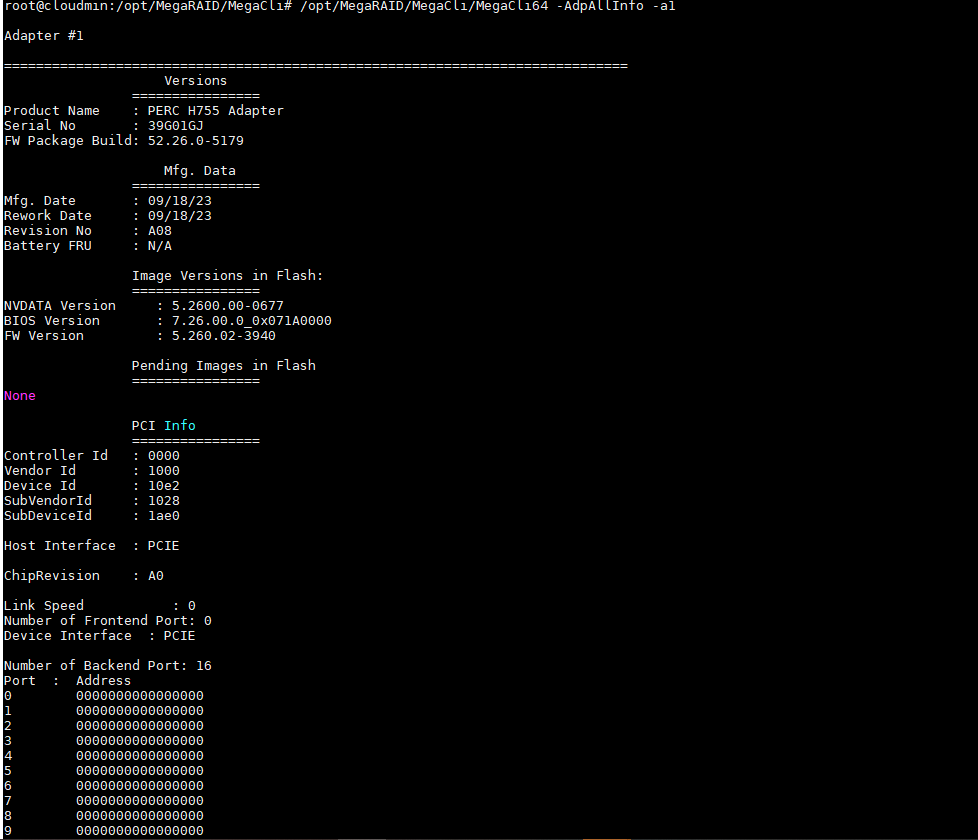 root@cloudmin:/opt/MegaRAID/MegaCli# /opt/MegaRAID/MegaCli/MegaCli64 -AdpAllInfo -a1
Adapter #1
==============================================================================
Versions
================
Product Name    : PERC H755 Adapter
Serial No       : 39G01GJ
FW Package Build: 52.26.0-5179
Mfg. Data
================
Mfg. Date       : 09/18/23
Rework Date     : 09/18/23
Revision No     : A08
Battery FRU     : N/A
Image Versions in Flash:
================
NVDATA Version     : 5.2600.00-0677
BIOS Version       : 7.26.00.0_0x071A0000
FW Version         : 5.260.02-3940
Pending Images in Flash
================
None
PCI Info
================
Controller Id   : 0000
Vendor Id       : 1000
Device Id       : 10e2
SubVendorId     : 1028
SubDeviceId     : 1ae0
Host Interface  : PCIE
ChipRevision    : A0
Link Speed           : 0
Number of Frontend Port: 0
Device Interface  : PCIE
Number of Backend Port: 16
Port  :  Address
0        0000000000000000
1        0000000000000000
2        0000000000000000
3        0000000000000000
4        0000000000000000
5        0000000000000000
6        0000000000000000
7        0000000000000000
8        0000000000000000
9        0000000000000000